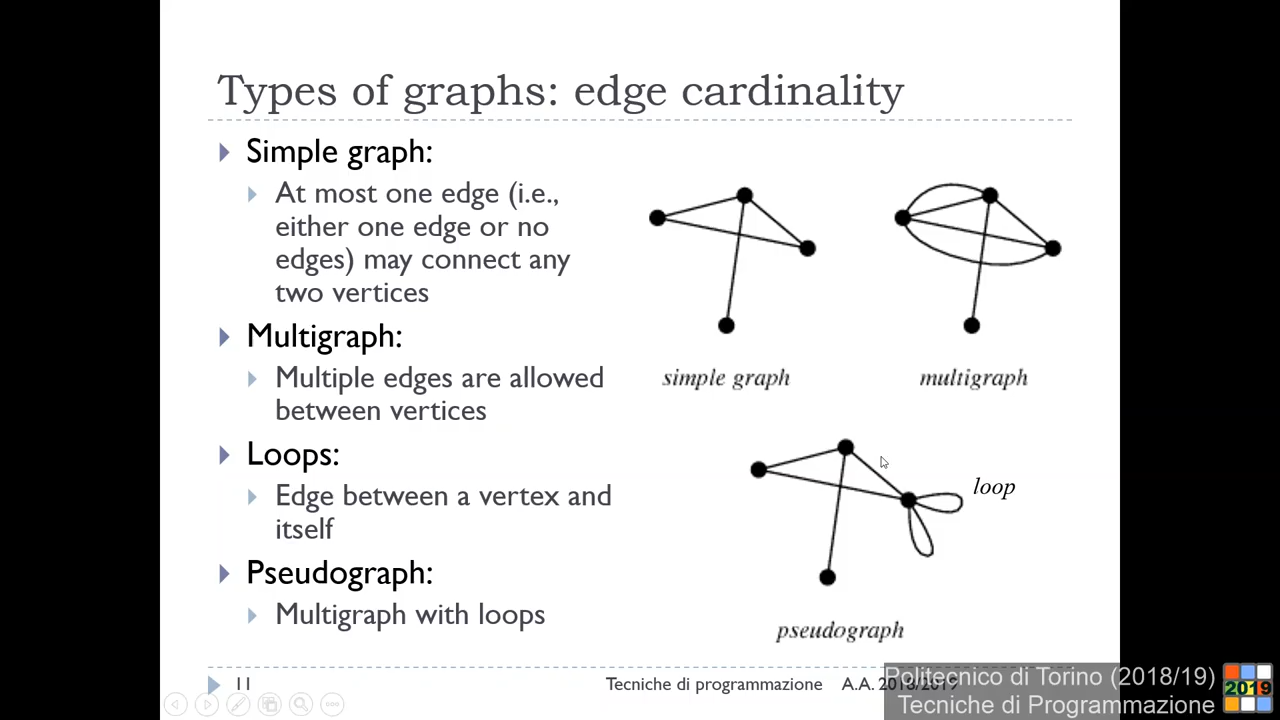 Types of graphs: edge cardinality
Simple graph:
At most one edge (i.e.,
either one edge or no
edges) may connect any
two vertices
Multigraph:
Multiple edges are allowed
between vertices
Loops:
Edge between a vertex and
itself
Pseudograph:
Multigraph with loops
simple graph
multigraph
loop
pseudograph
11
Tecniche di programmazione A.A. 2018/2019
Politecnico di Torino (2018/19)
Tecniche di Programmazione
2019